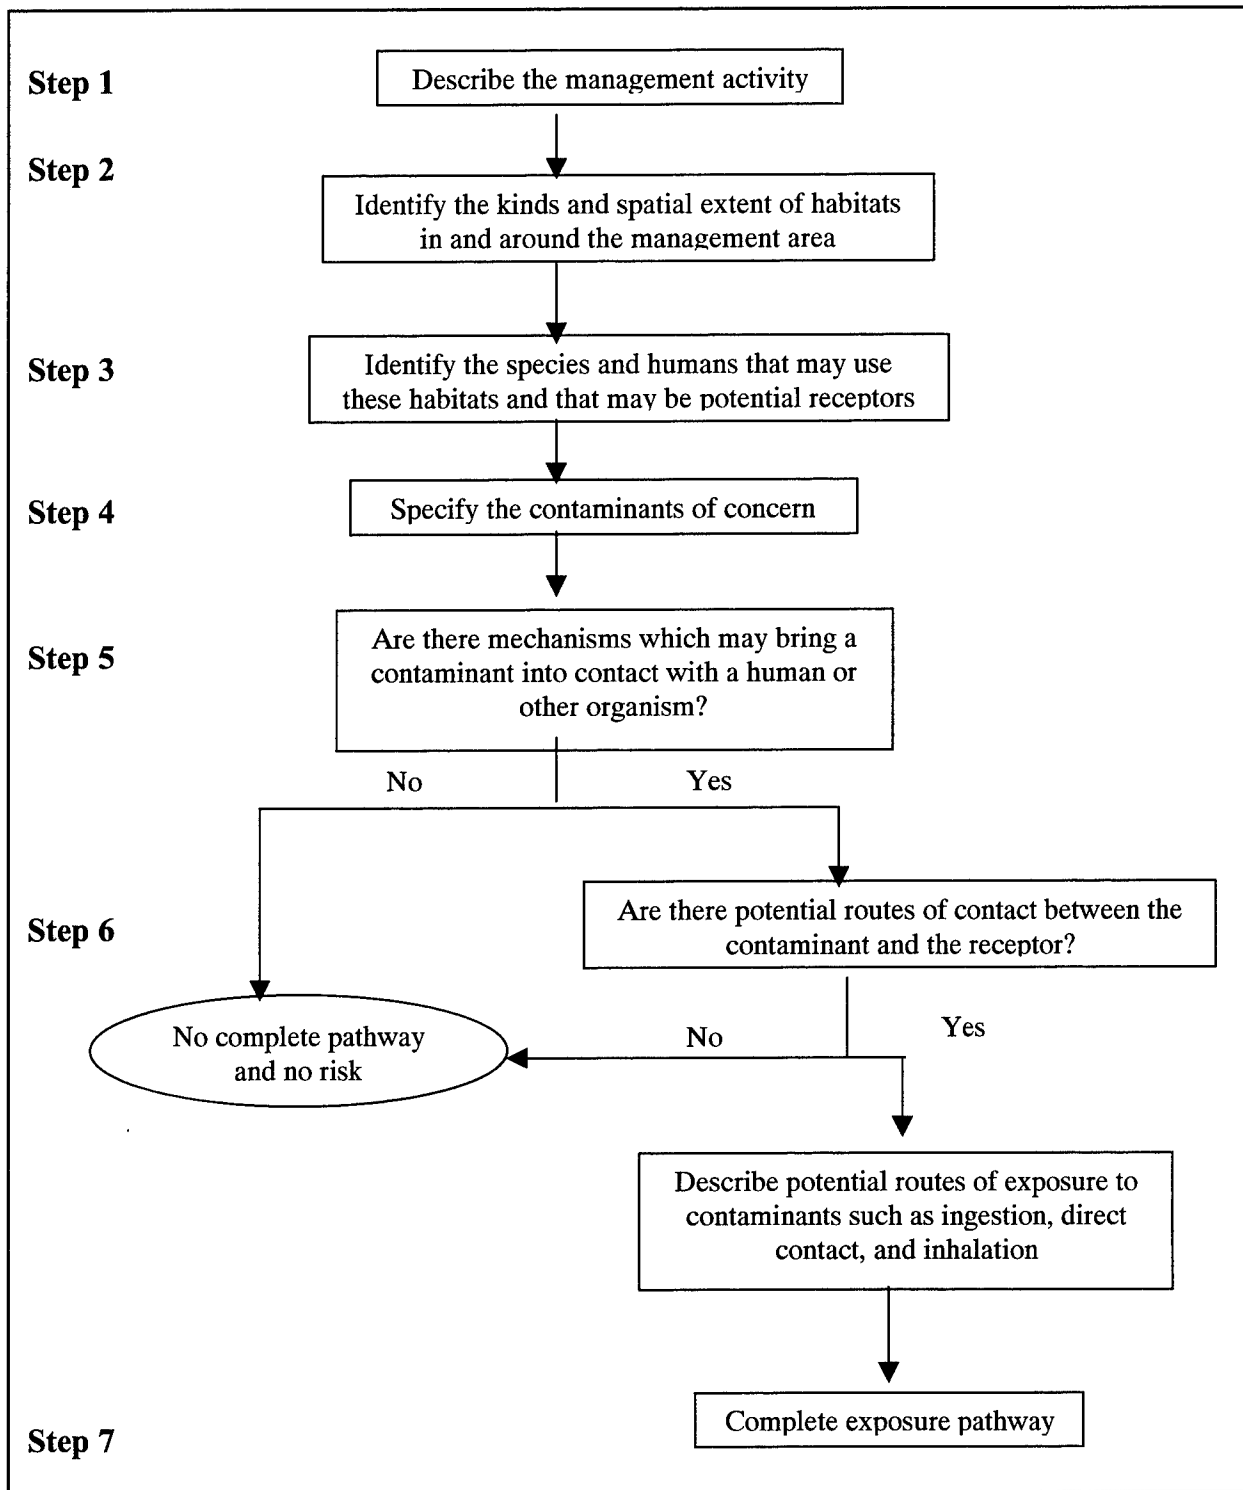 Step 1
Describe the management activity
Step 2
Identify the kinds and spatial extent of habitats
in and around the management area
Step 3
Identify the species and humans that may use
these habitats and that may be potential receptors
Step 4
Specify the contaminants of concern
Step 5
Are there mechanisms which may bring a
contaminant into contact with a human or
other organism?
No
Yes
Step 6
Are there potential routes of contact between the
contaminant and the receptor?
No complete pathway
and no risk
No
Yes
Describe potential routes of exposure to
contaminants such as ingestion, direct
contact, and inhalation
Step 7
Complete exposure pathway